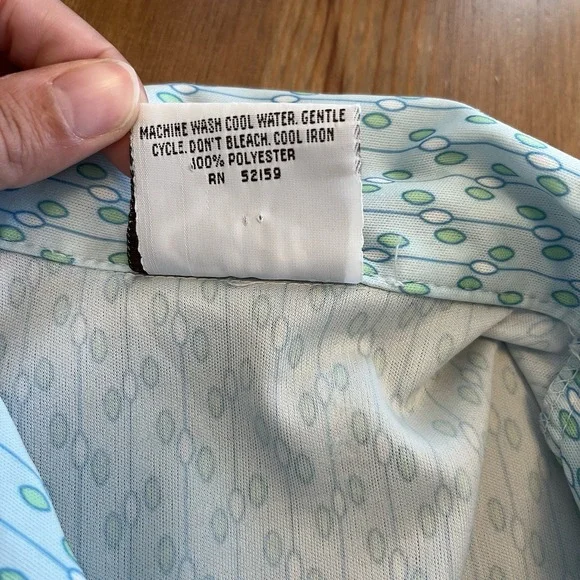 MACHINE WASH COOL WATER. GENTLE
CYCLE. DON'T BLEACH. COOL IRON
100% POLYESTER
RN 52159